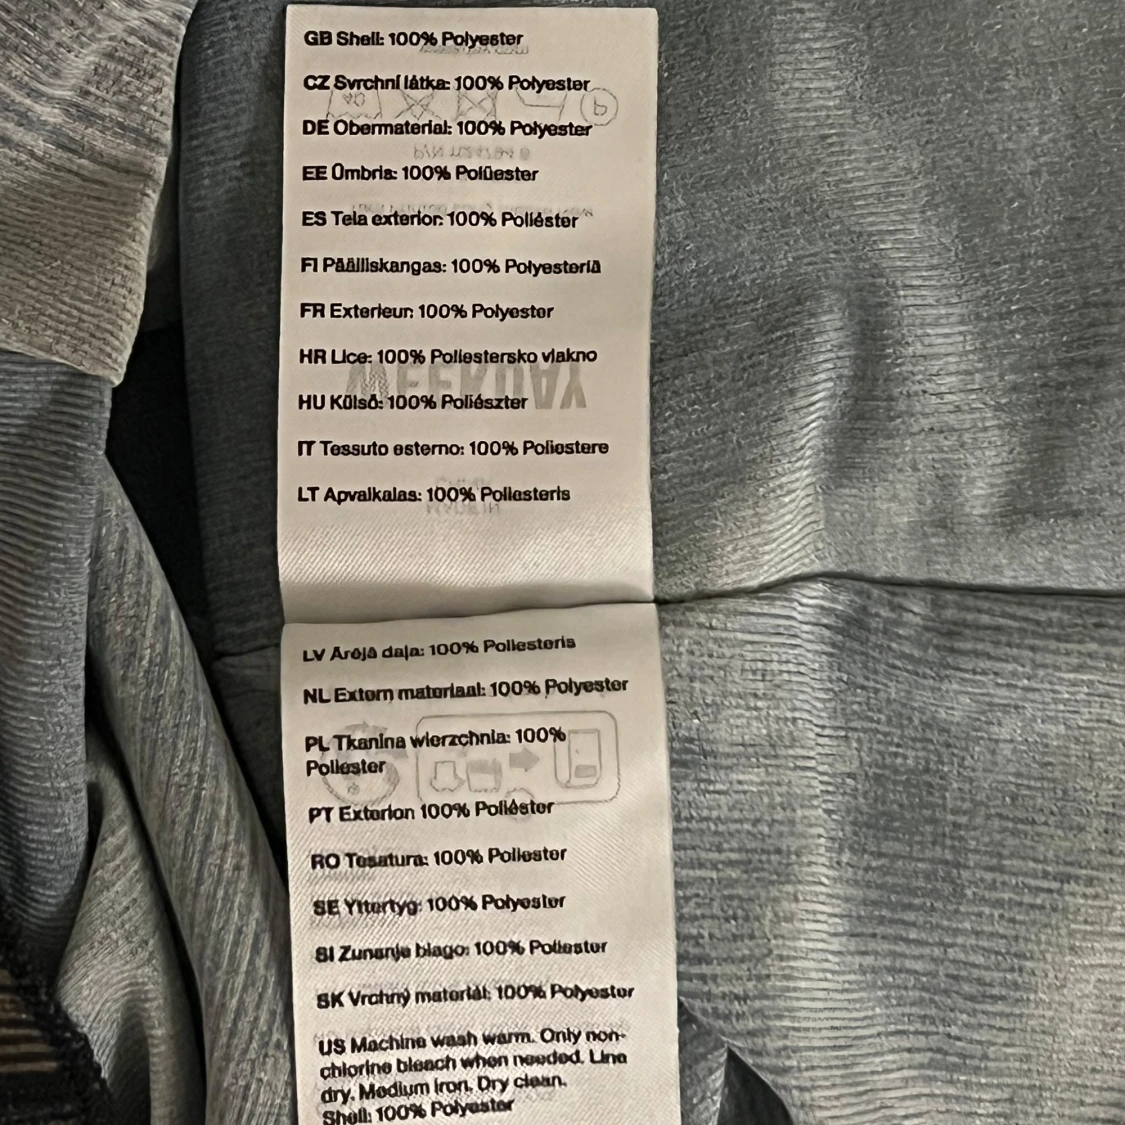 GB Shell: 100% Polyester
CZ Svrchní látka: 100% Polyester
DE Obermaterial: 100% Polyester
EE Ümbris: 100% Polüester
ES Tela exterior: 100% Poliéster
FI Päälliskangas: 100% Polyesteriä
FR Exterieur: 100% Polyester
HR Lice: 100% Poliestersko vlakno
HU Külső: 100% Poliészter
IT Tessuto esterno: 100% Poliestere
LT Apvalkalas: 100% Poliesteris
WEEKDAY
LV Ārējā daļa: 100% Poliesteris
NL Extern materiaal: 100% Polyester
PL Tkanina wierzchnia: 100%
Poliester
PT Exterior: 100% Poliéster
RO Tesatura: 100% Poliester
SE Yttertyg: 100% Polyester
SI Zunanje blago: 100% Poliester
SK Vrchný materiál: 100% Polyester
US Machine wash warm. Only non-
chlorine bleach when needed. Line
dry. Medium iron. Dry clean.
Shell: 100% Polyester